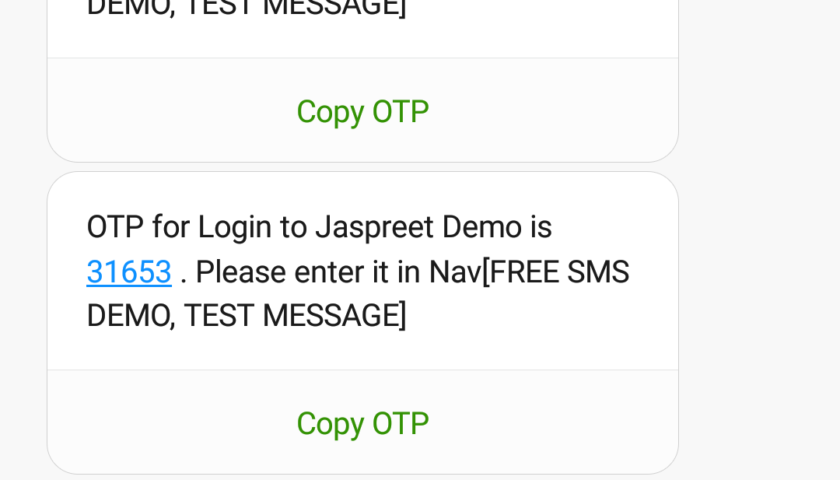 DEMO, TEST MESSAGE]
Copy OTP
OTP for Login to Jaspreet Demo is
31653 . Please enter it in Nav[FREE SMS
DEMO, TEST MESSAGE]
Copy OTP